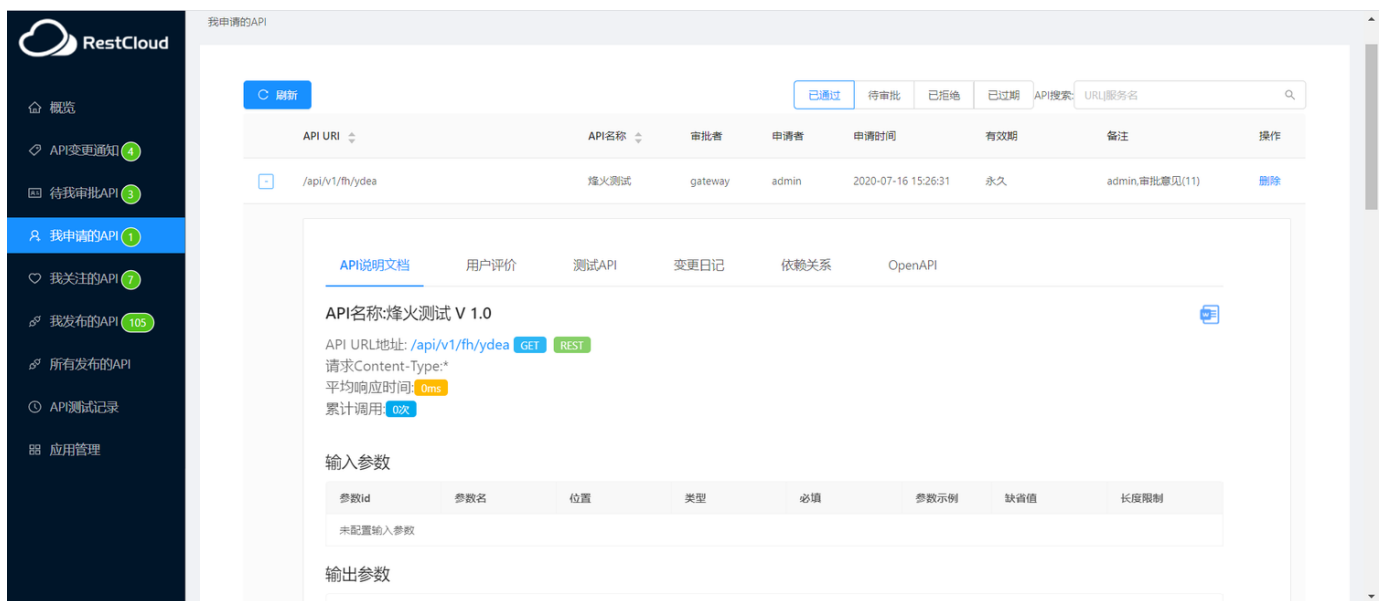 RestCloud
概览
API变更通知 4
待我审批API 3
我申请的API 1
我关注的API 7
我发布的API 105
所有发布的API
API测试记录
应用管理
我申请的API
刷新 已通过 待审批 已拒绝 已过期 API搜索: URL|服务名
API URI API名称 审批者 申请者 申请时间 有效期 备注 操作
- /api/v1/fh/ydea 烽火测试 gateway admin 2020-07-16 15:26:31 永久 admin,审批意见(11) 删除
API说明文档 用户评价 测试API 变更日记 依赖关系 OpenAPI
API名称:烽火测试 V 1.0
API URL地址: /api/v1/fh/ydea GET REST
请求Content-Type:*
平均响应时间: 0ms
累计调用: 0次
输入参数
参数id 参数名 位置 类型 必填 参数示例 缺省值 长度限制
未配置输入参数
输出参数